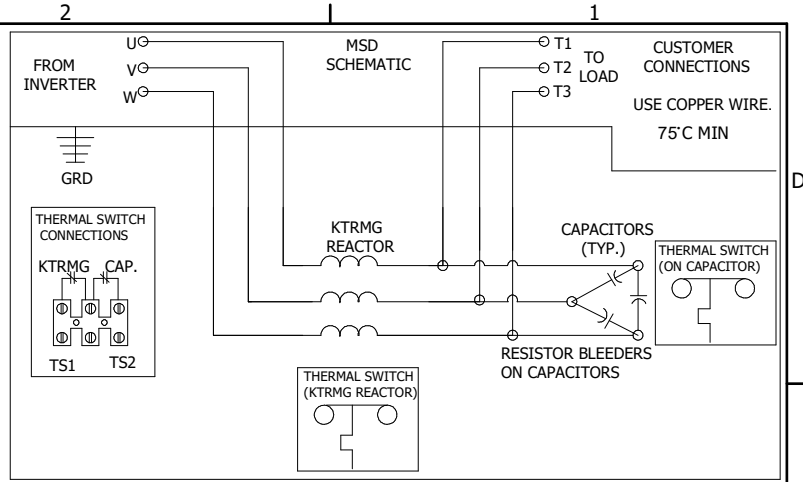 2
1
FROM
INVERTER
U
V
W
MSD
SCHEMATIC
T1
T2
T3
TO
LOAD
CUSTOMER
CONNECTIONS
USE COPPER WIRE.
75°C MIN
GRD
D
THERMAL SWITCH
CONNECTIONS
KTRMG
CAP.
TS1
TS2
KTRMG
REACTOR
CAPACITORS
(TYP.)
THERMAL SWITCH
(ON CAPACITOR)
RESISTOR BLEEDERS
ON CAPACITORS
THERMAL SWITCH
(KTRMG REACTOR)